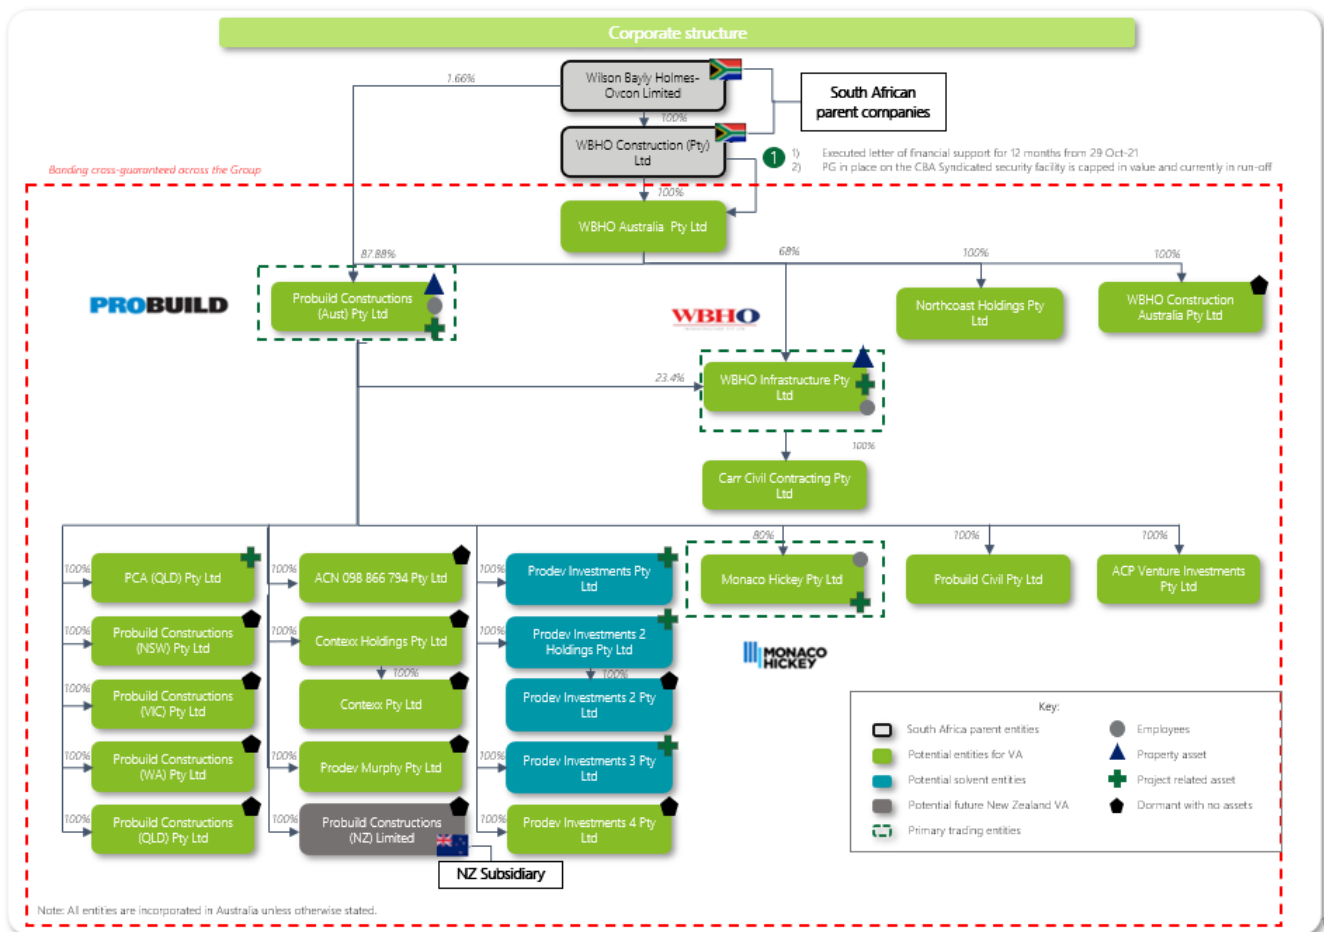 Corporate structure
1.66%
Wilson Bayly Holmes-
Ovcon Limited
South African
parent companies
100%
WBHO Construction (Pty)
Ltd
1
1) Executed letter of financial support for 12 months from 29 Oct-21
2) PG in place on the CBA Syndicated security facility is capped in value and currently in run-off
Banding cross-guaranteed across the Group
100%
WBHO Australia Pty Ltd
87.88%
68%
100%
100%
PROBUILD
Probuild Constructions
(Aust) Pty Ltd
WBHO
Northcoast Holdings Pty
Ltd
WBHO Construction
Australia Pty Ltd
23.4%
WBHO Infrastructure Pty
Ltd
100%
Carr Civil Contracting Pty
Ltd
80%
100%
100%
100%
PCA (QLD) Pty Ltd
100%
ACN 098 866 794 Pty Ltd
100%
Prodev Investments Pty
Ltd
Monaco Hickey Pty Ltd
Probuild Civil Pty Ltd
ACP Venture Investments
Pty Ltd
100%
Probuild Constructions
(NSW) Pty Ltd
100%
Contexx Holdings Pty Ltd
100%
Prodev Investments 2
Holdings Pty Ltd
MONACO
HICKEY
100%
100%
100%
Probuild Constructions
(VIC) Pty Ltd
Contexx Pty Ltd
Prodev Investments 2 Pty
Ltd
100%
Probuild Constructions
(WA) Pty Ltd
100%
Prodev Murphy Pty Ltd
100%
Prodev Investments 3 Pty
Ltd
100%
Probuild Constructions
(QLD) Pty Ltd
100%
Probuild Constructions
(NZ) Limited
100%
Prodev Investments 4 Pty
Ltd
NZ Subsidiary
Key:
South Africa parent entities
Employees
Potential entities for VA
Property asset
Potential solvent entities
Project related asset
Potential future New Zealand VA
Dormant with no assets
Primary trading entities
Note: All entities are incorporated in Australia unless otherwise stated.